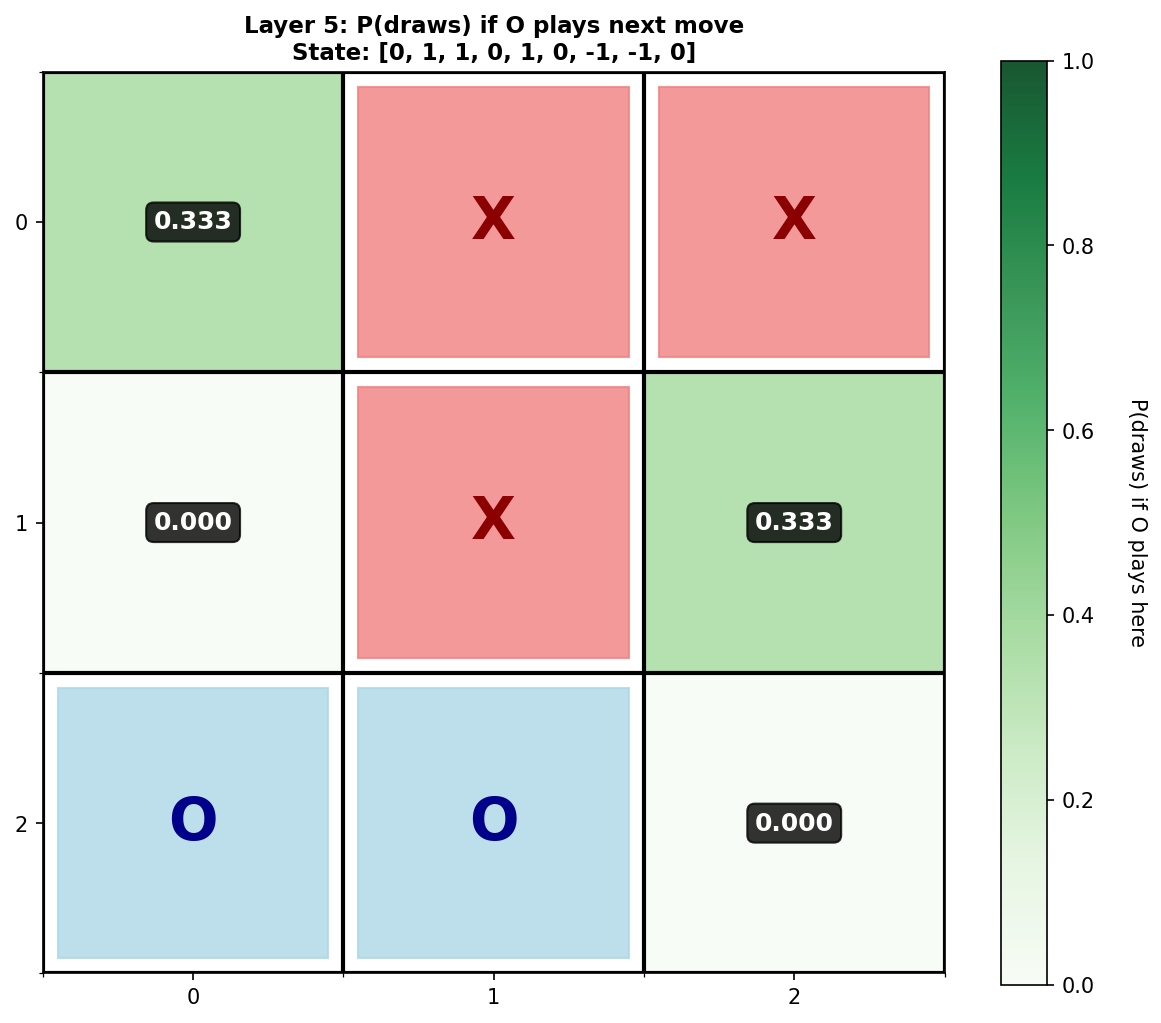 Layer 5: P(draws) if O plays next move
State: [0, 1, 1, 0, 1, 0, -1, -1, 0]
0
0.333
X
X
1
0.000
X
0.333
2
O
O
0.000
0
1
2
1.0
0.8
0.6
0.4
0.2
0.0
P(draws) if O plays here